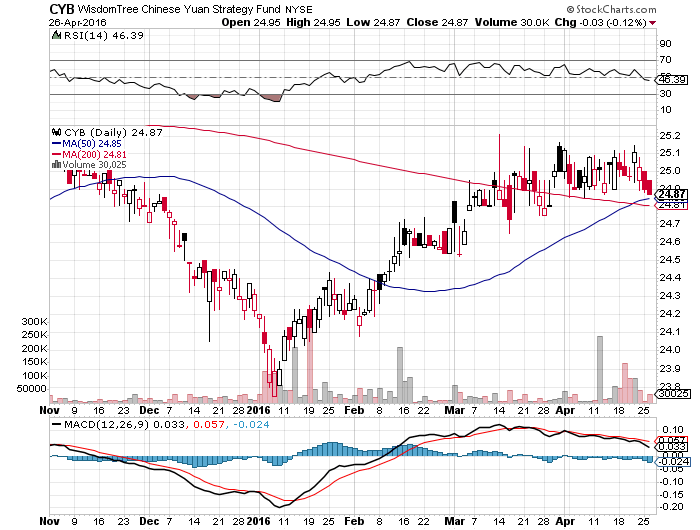 CYB WisdomTree Chinese Yuan Strategy Fund NYSE
© StockCharts.com
26-Apr-2016
Open 24.95 High 24.95 Low 24.87 Close 24.87 Volume 30.0K Chg -0.03 (-0.12%)
RSI(14) 46.39
90
70
50
46.39
30
10
CYB (Daily) 24.87
MA(50) 24.85
MA(200) 24.81
Volume 30,025
25.2
25.1
25.0
24.9
24.87
24.81
24.7
24.6
24.5
24.4
24.3
24.2
24.1
24.0
23.9
23.8
300K
250K
200K
150K
100K
50000
30025
Nov 9 16 23 Dec 7 14 21 28 2016 11 19 25 Feb 8 16 22 Mar 7 14 21 28 Apr 11 18 25
MACD(12,26,9) 0.033, 0.057, -0.024
0.10
0.057
0.033
0.00
-0.024
-0.05
-0.10
-0.15
-0.20
Nov 9 16 23 Dec 7 14 21 28 2016 11 19 25 Feb 8 16 22 Mar 7 14 21 28 Apr 11 18 25